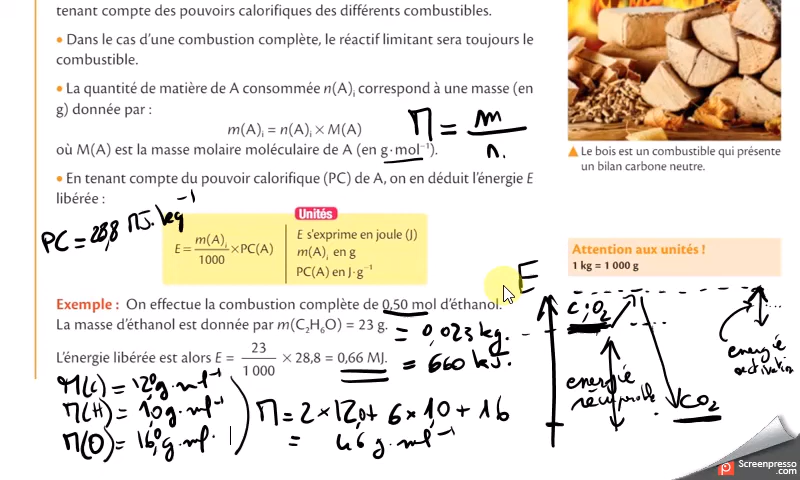 tenant compte des pouvoirs calorifiques des différents combustibles.
• Dans le cas d'une combustion complète, le réactif limitant sera toujours le
combustible.
• La quantité de matière de A consommée n(A)ᵢ correspond à une masse (en
g) donnée par :
m(A)ᵢ = n(A)ᵢ × M(A)
où M(A) est la masse molaire moléculaire de A (en g·mol⁻¹).
M = m / n
• En tenant compte du pouvoir calorifique (PC) de A, on en déduit l'énergie E
libérée :
PC = 28,8 MJ.kg⁻¹
Unités
E = m(A)ᵢ / 1000 × PC(A)
E s'exprime en joule (J)
m(A)ᵢ en g
PC(A) en J·g⁻¹
Exemple : On effectue la combustion complète de 0,50 mol d'éthanol.
La masse d'éthanol est donnée par m(C₂H₆O) = 23 g.
= 0,023 kg.
L'énergie libérée est alors E = 23 / 1 000 × 28,8 = 0,66 MJ.
= 660 kJ.
M(C) = 12,0 g.mol⁻¹
M(H) = 1,0 g.mol⁻¹
M(O) = 16,0 g.mol⁻¹
M = 2 × 12,0 + 6 × 1,0 + 16
= 46 g.mol⁻¹
▲ Le bois est un combustible qui présente
un bilan carbone neutre.
Attention aux unités !
1 kg = 1 000 g
E
C; O₂
énergie
CO₂
énergie
activation
Screenpresso
.com